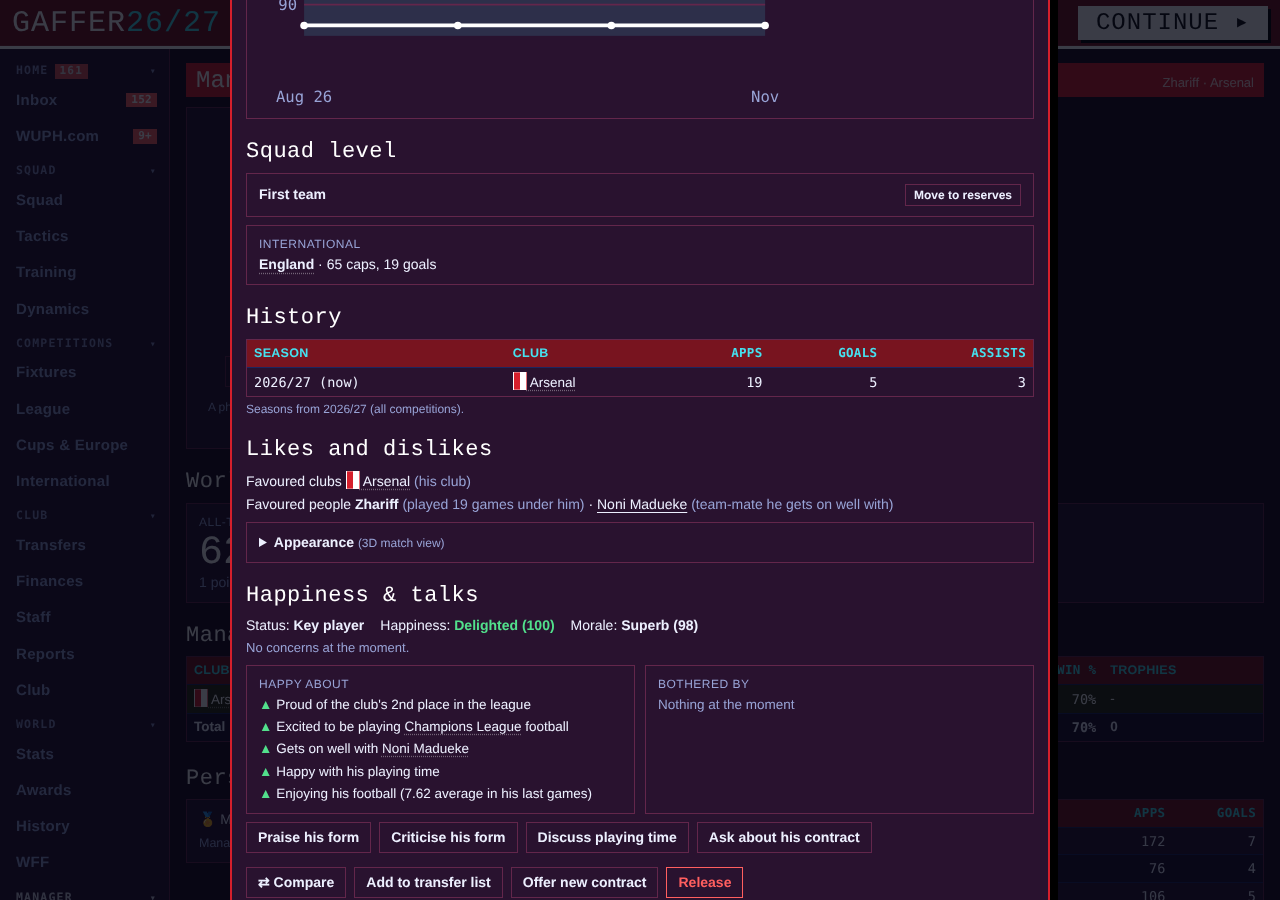 GAFFER26/27
CONTINUE ▶
HOME 161 ▾
Inbox 152
WUPH.com 9+
SQUAD ▾
Squad
Tactics
Training
Dynamics
COMPETITIONS ▾
Fixtures
League
Cups & Europe
International
CLUB ▾
Transfers
Finances
Staff
Reports
Club
WORLD ▾
Stats
Awards
History
WFF
MANAGER ▾
Zhariff · Arsenal
90
Aug 26 Nov
Squad level
First team
Move to reserves
INTERNATIONAL
England · 65 caps, 19 goals
History
SEASON CLUB APPS GOALS ASSISTS
2026/27 (now) Arsenal 19 5 3
Seasons from 2026/27 (all competitions).
Likes and dislikes
Favoured clubs Arsenal (his club)
Favoured people Zhariff (played 19 games under him) · Noni Madueke (team-mate he gets on well with)
▶ Appearance (3D match view)
Happiness & talks
Status: Key player Happiness: Delighted (100) Morale: Superb (98)
No concerns at the moment.
HAPPY ABOUT
▲ Proud of the club's 2nd place in the league
▲ Excited to be playing Champions League football
▲ Gets on well with Noni Madueke
▲ Happy with his playing time
▲ Enjoying his football (7.62 average in his last games)
BOTHERED BY
Nothing at the moment
Praise his form Criticise his form Discuss playing time Ask about his contract
⇄ Compare Add to transfer list Offer new contract Release
WIN % TROPHIES
70% -
Total 70% 0
APPS GOALS
172 7
76 4
106 5